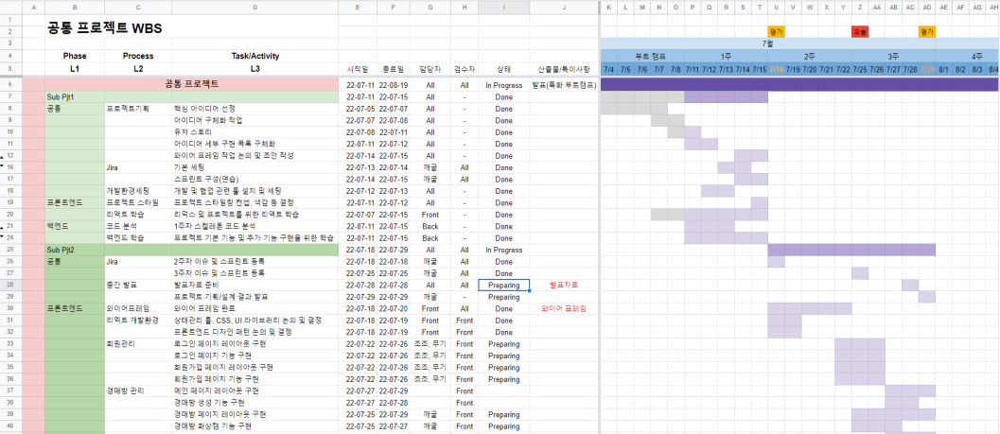 A B C D E F G H I J K L M N O P Q R S T U V W X Y Z AA AB AC AD AE AF AG AH
1
2 공통 프로젝트 WBS 평가 오늘 평가
3 7월
4 Phase Process Task/Activity 부트 캠프 1주 2주 3주 4주
5 L1 L2 L3 시작일 종료일 담당자 검수자 상태 산출물/특이사항 7/4 7/5 7/6 7/7 7/8 7/11 7/12 7/13 7/14 7/15 7/18 7/19 7/20 7/21 7/22 7/25 7/26 7/27 7/28 8/1 8/2 8/3 8/4
6 공통 프로젝트 22-07-11 22-08-19 All All In Progress 발표(특화 부트캠프)
7 Sub Pjt1 22-07-11 22-07-15 All - Done
8 공통 프로젝트기획 핵심 아이디어 선정 22-07-05 22-07-07 All - Done
9 아이디어 구체화 작업 22-07-07 22-07-08 All - Done
10 유저 스토리 22-07-08 22-07-11 All - Done
11 아이디어 세부 구현 목록 구체화 22-07-11 22-07-12 All - Done
12 와이어 프레임 작업 논의 및 초안 작성 22-07-14 22-07-15 All - Done
16 Jira 기본 세팅 22-07-13 22-07-14 깨굴 All Done
17 스프린트 구성(연습) 22-07-14 22-07-15 깨굴 All Done
18 개발환경세팅 개발 및 협업 관련 툴 설치 및 세팅 22-07-12 22-07-13 All - Done
19 프론트엔드 프로젝트 스타일 프로젝트 스타일링 컨셉, 색감 등 결정 22-07-11 22-07-12 All - Done
20 리액트 학습 리덕스 및 프로젝트를 위한 리액트 학습 22-07-07 22-07-15 Front - Done
21 백엔드 코드 분석 1주차 스켈레톤 코드 분석 22-07-11 22-07-15 Back - Done
24 백엔드 학습 프로젝트 기본 기능 및 추가 기능 구현을 위한 학습 22-07-11 22-07-15 Back - Done
25 Sub Pjt2 22-07-18 22-07-29 All All In Progress
26 공통 Jira 2주차 이슈 및 스프린트 등록 22-07-18 22-07-18 깨굴 All Done
27 3주차 이슈 및 스프린트 등록 22-07-25 22-07-25 깨굴 All Done
28 중간 발표 발표자료 준비 22-07-28 22-07-28 All All Preparing 발표자료
29 프로젝트 기획/설계 결과 발표 22-07-29 22-07-29 깨굴 - Preparing
30 프론트엔드 와이어프레임 와이어 프레임 완료 22-07-18 22-07-20 Front All Done 와이어 프레임
31 리액트 개발환경 상태관리 툴, CSS, UI 라이브러리 논의 및 결정 22-07-18 22-07-19 Front Front Done
32 프론트엔드 디자인 패턴 논의 및 결정 22-07-18 22-07-19 Front Front Done
33 회원관리 로그인 페이지 레이아웃 구현 22-07-22 22-07-26 조조, 무기 Front Preparing
34 로그인 페이지 기능 구현 22-07-22 22-07-26 조조, 무기 Front Preparing
35 회원가입 페이지 레이아웃 구현 22-07-22 22-07-26 조조, 무기 Front Preparing
36 회원가입 페이지 기능 구현 22-07-22 22-07-26 조조, 무기 Front Preparing
37 경매방 관리 메인 페이지 레이아웃 구현 22-07-27 22-07-29 Front
38 경매방 생성 기능 구현 22-07-27 22-07-28 Front
39 경매방 페이지 레이아웃 구현 22-07-25 22-07-29 깨굴 Front Preparing
40 경매방 화상캠 기능 구현 22-07-25 22-07-27 깨굴 Front Preparing